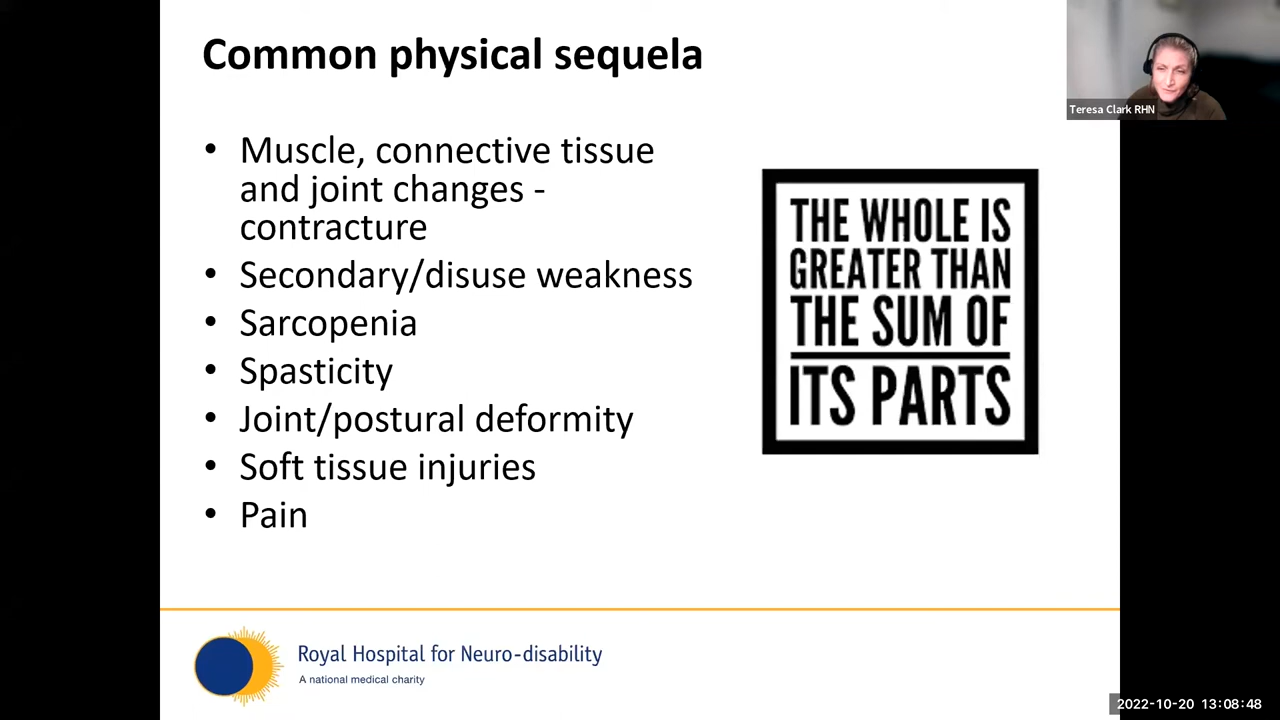 Common physical sequela
• Muscle, connective tissue
and joint changes -
contracture
• Secondary/disuse weakness
• Sarcopenia
• Spasticity
• Joint/postural deformity
• Soft tissue injuries
• Pain
THE WHOLE IS
GREATER THAN
THE SUM OF
ITS PARTS
Teresa Clark RHN
Royal Hospital for Neuro-disability
A national medical charity
2022-10-20 13:08:48